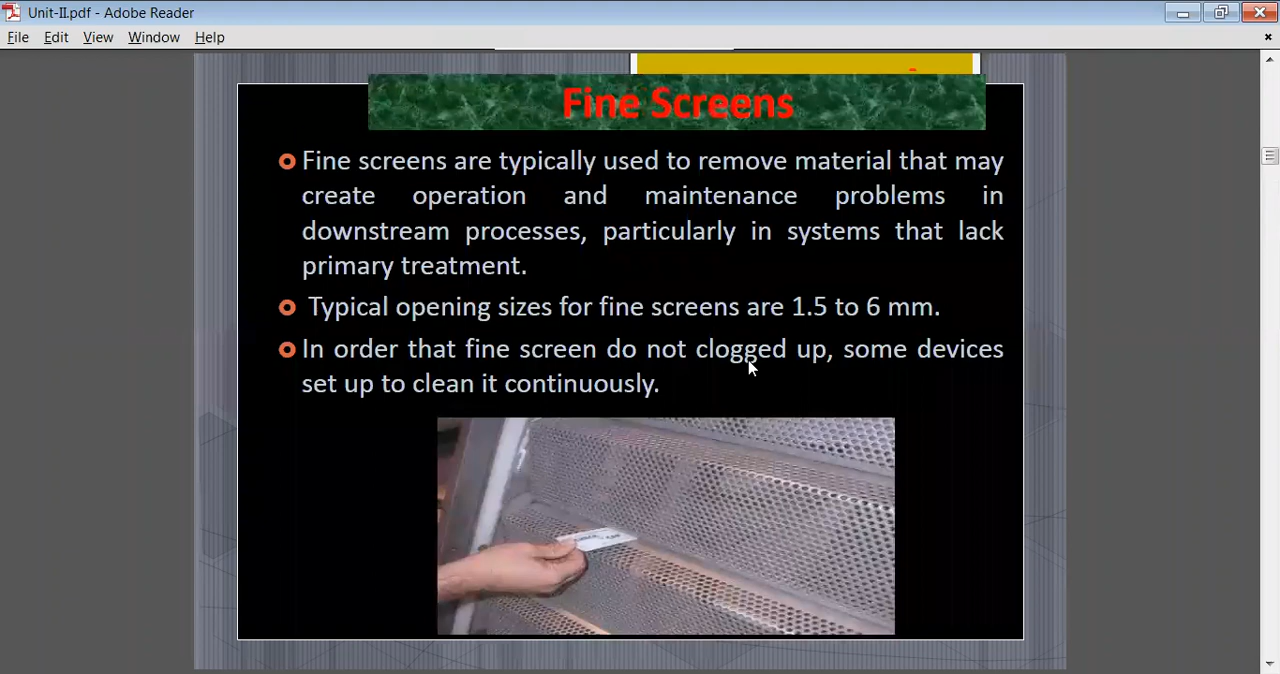 Unit-II.pdf - Adobe Reader
File Edit View Window Help
Fine Screens
Fine screens are typically used to remove material that may
create operation and maintenance problems in
downstream processes, particularly in systems that lack
primary treatment.
Typical opening sizes for fine screens are 1.5 to 6 mm.
In order that fine screen do not clogged up, some devices
set up to clean it continuously.